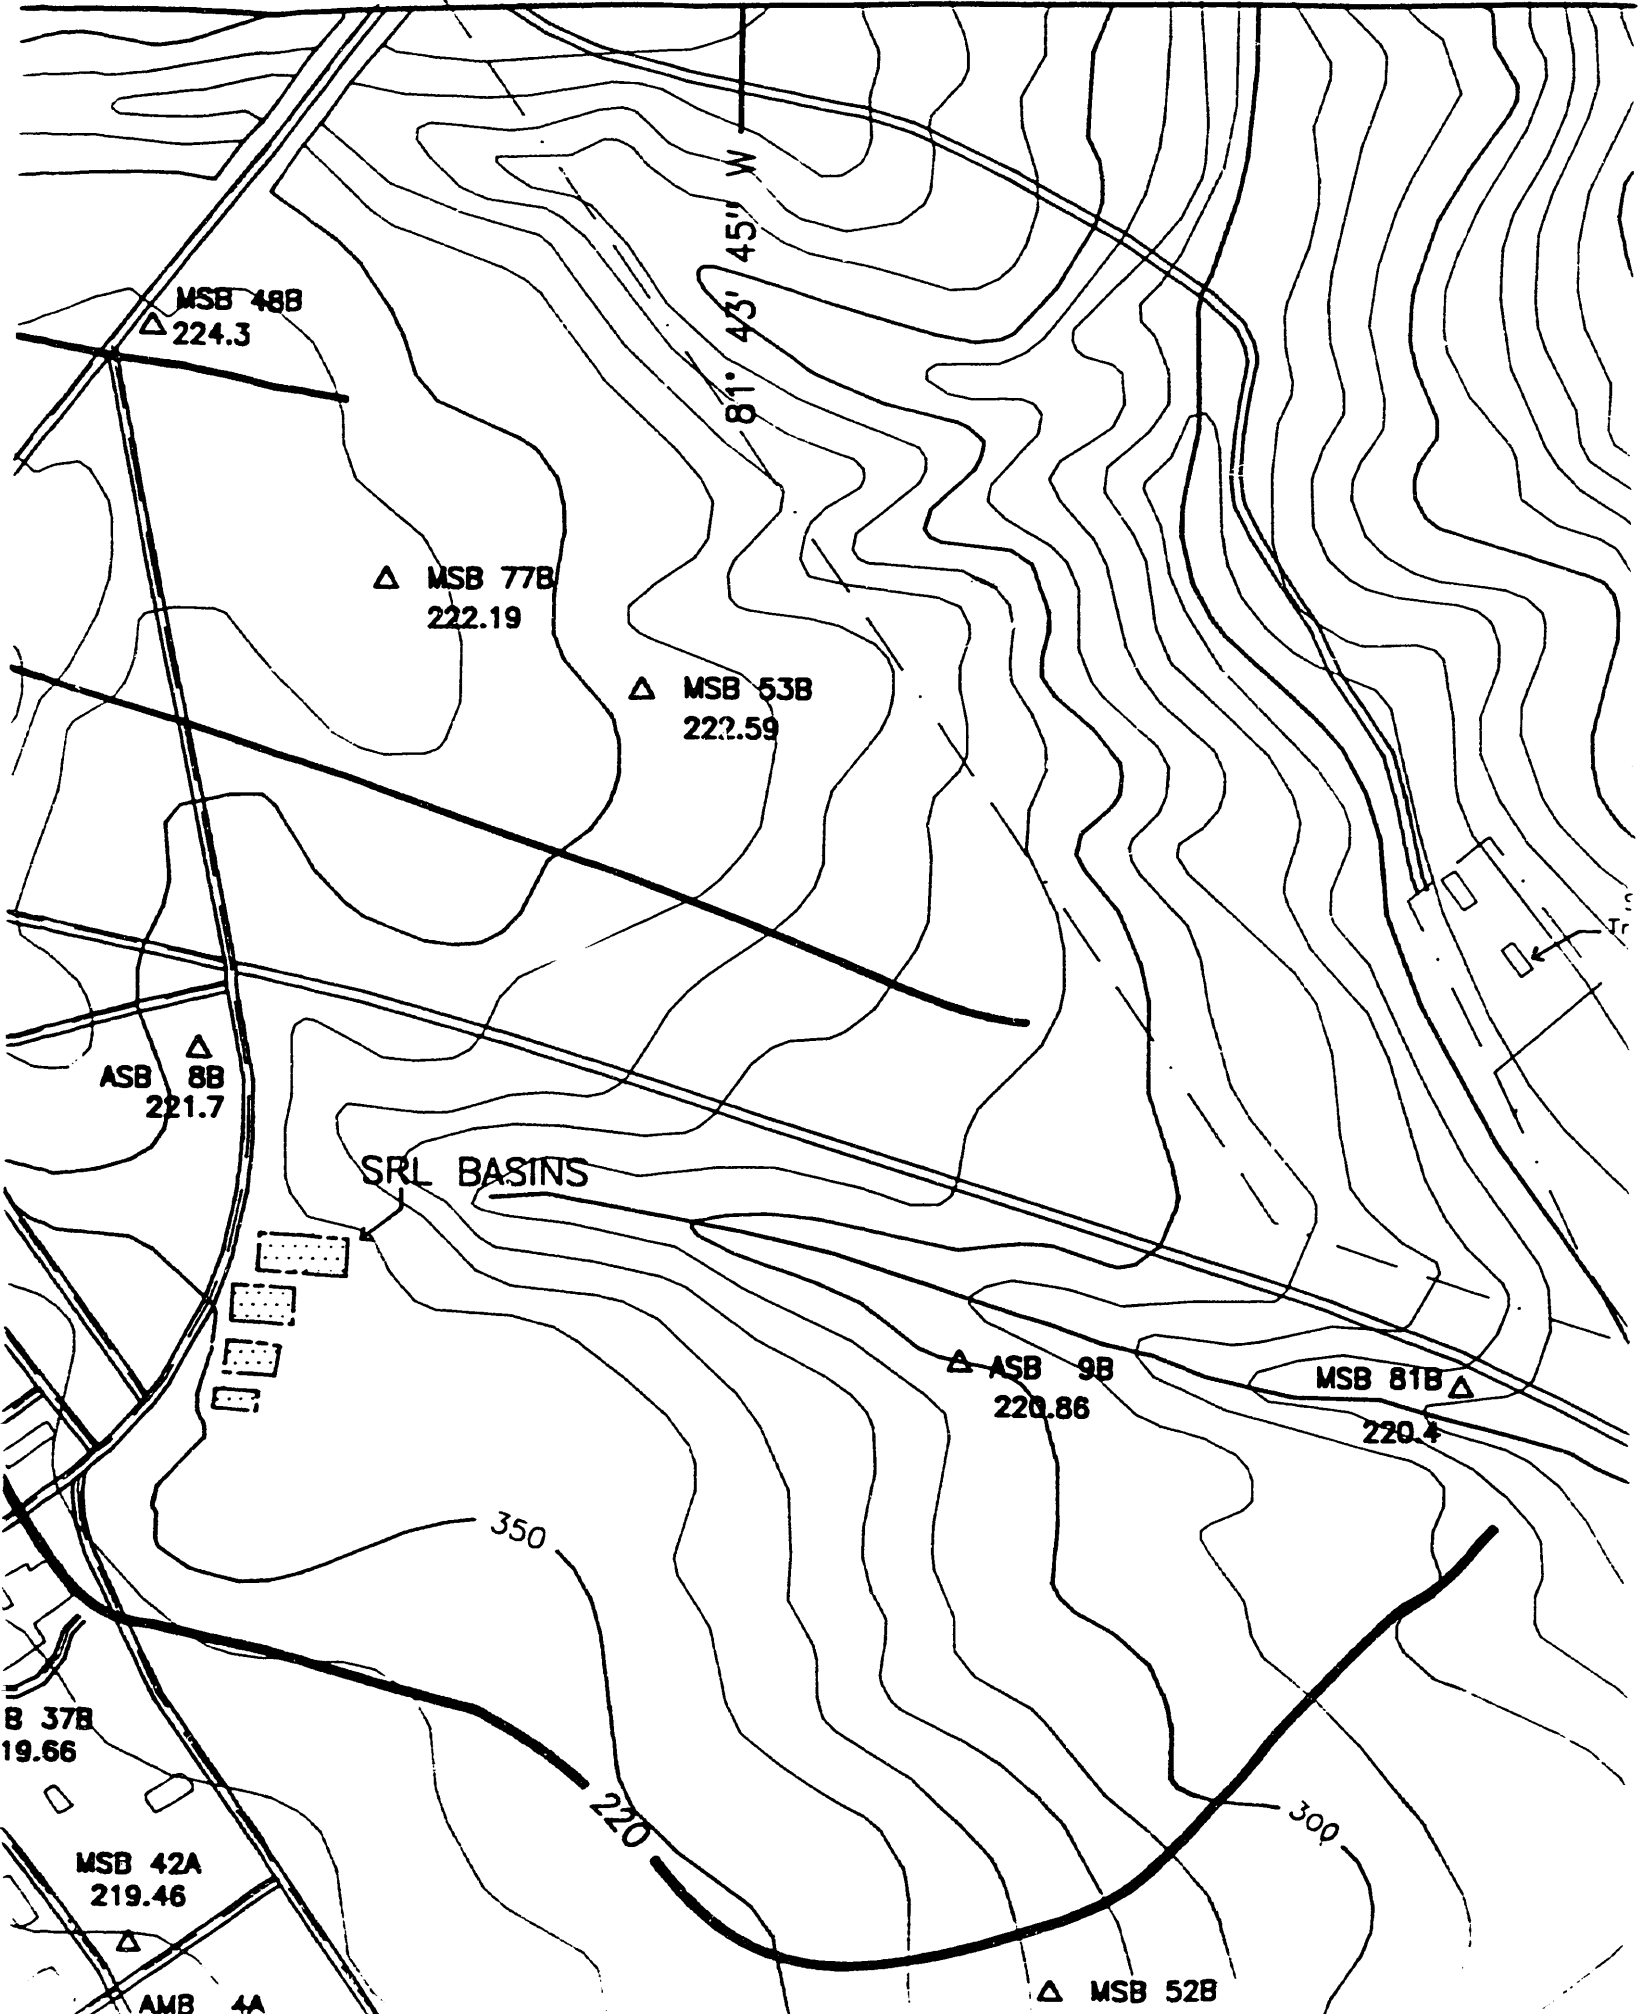 81° 43' 45" W
MSB 48B
224.3
MSB 77B
222.19
MSB 53B
222.59
Tr
ASB 8B
221.7
SRL BASINS
ASB 9B
220.86
MSB 81B
220.4
350
B 37B
19.66
220
300
MSB 42A
219.46
MSB 52B
AMB 4A